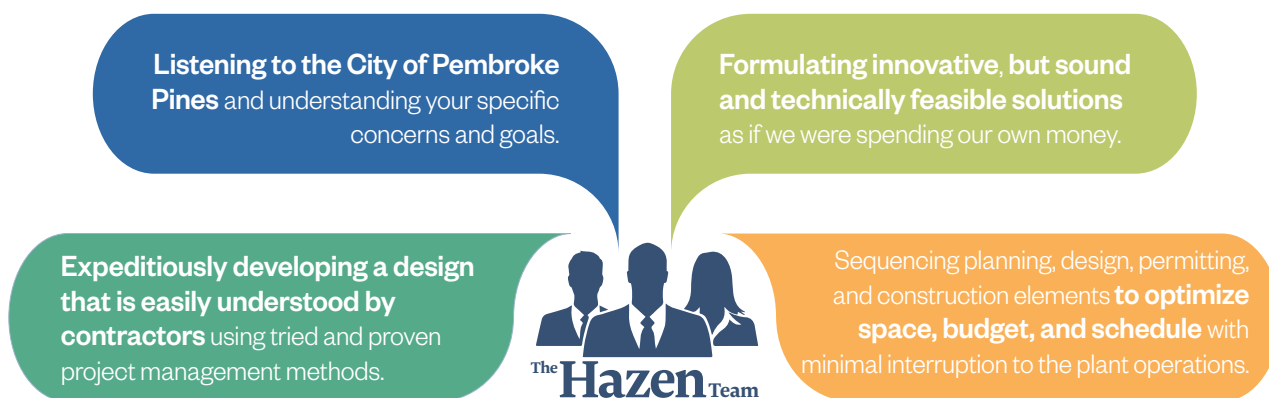 Listening to the City of Pembroke
Pines and understanding your specific
concerns and goals.
Formulating innovative, but sound
and technically feasible solutions
as if we were spending our own money.
Expeditiously developing a design
that is easily understood by
contractors using tried and proven
project management methods.
Sequencing planning, design, permitting,
and construction elements to optimize
space, budget, and schedule with
minimal interruption to the plant operations.
The Hazen Team